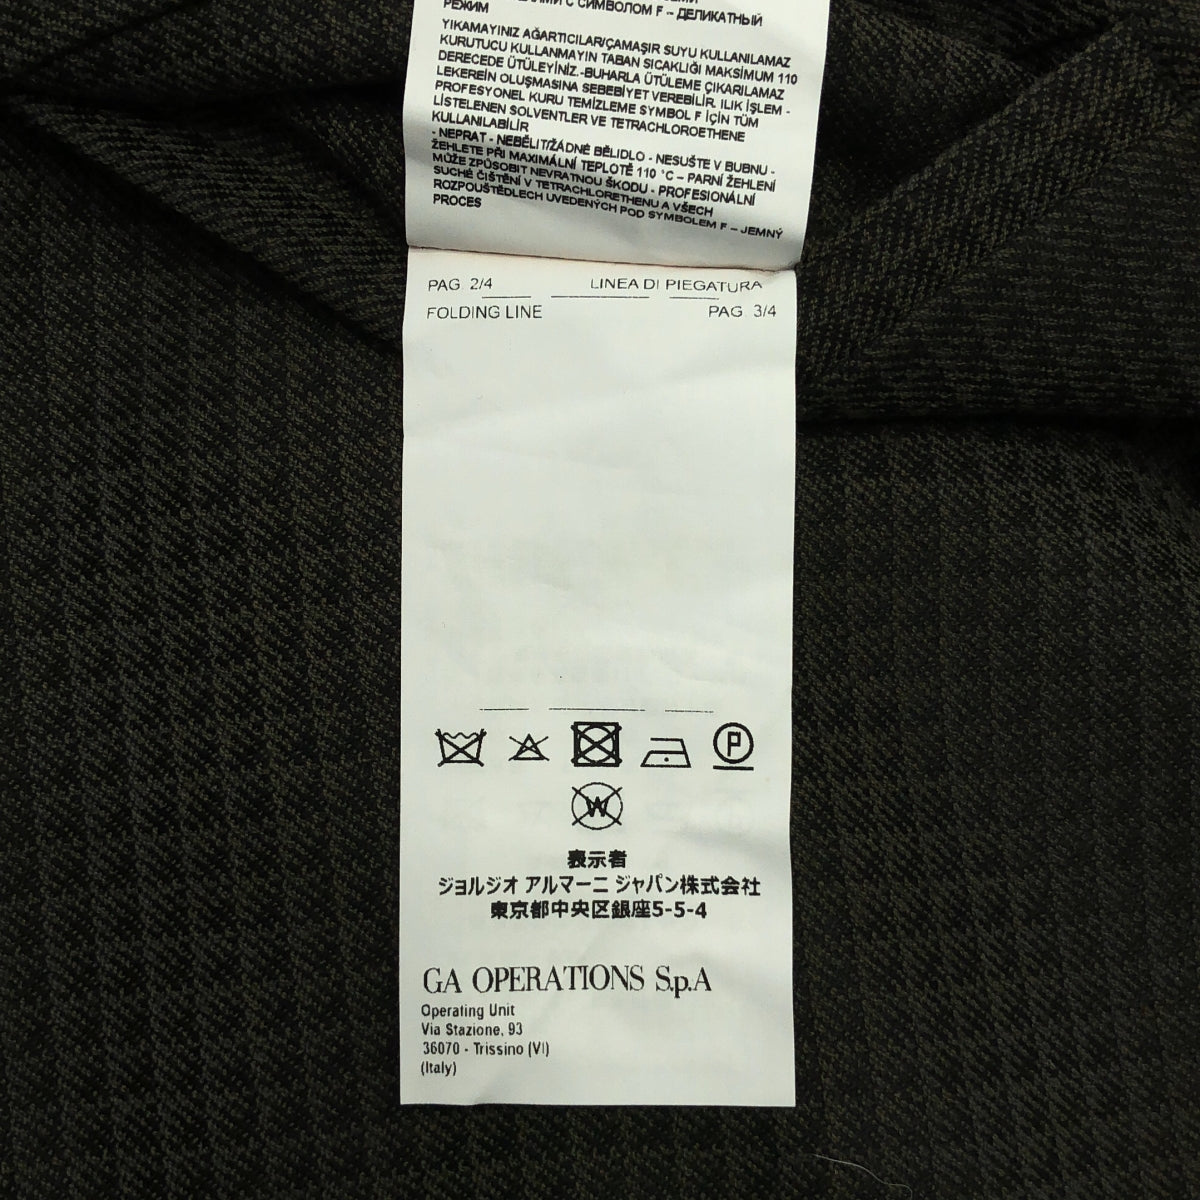 СИМВОЛОМ F – ДЕЛИКАТНЫЙ
РЕЖИМ
YIKAMAYINIZ AĞARTICILAR/ÇAMAŞIR SUYU KULLANILAMAZ
KURUTUCU KULLANMAYIN TABAN SICAKLIĞI MAKSİMUM 110
DERECEDE ÜTÜLEYİNİZ.-BUHARLA ÜTÜLEME ÇIKARILAMAZ
LEKEREIN OLUŞMASINA SEBEBİYET VEREBİLİR. ILIK İŞLEM -
PROFESYONEL KURU TEMİZLEME SYMBOL F İÇİN TÜM
LİSTELENEN SOLVENTLER VE TETRACHLOROETHENE
KULLANILABİLİR
- NEPRAT - NEBĚLIT/ŽÁDNÉ BĚLIDLO - NESUŠTE V BUBNU -
ŽEHLETE PŘI MAXIMÁLNÍ TEPLOTĚ 110 °C – PARNÍ ŽEHLENÍ
MŮŽE ZPŮSOBIT NEVRATNOU ŠKODU - PROFESIONÁLNÍ
SUCHÉ ČIŠTĚNÍ V TETRACHLORETHENU A VŠECH
ROZPOUŠTĚDLECH UVEDENÝCH POD SYMBOLEM F – JEMNÝ
PROCES
PAG. 2/4 LINEA DI PIEGATURA
FOLDING LINE PAG. 3/4
P
W
表示者
ジョルジオ アルマーニ ジャパン株式会社
東京都中央区銀座5-5-4
GA OPERATIONS S.p.A
Operating Unit
Via Stazione, 93
36070 - Trissino (VI)
(Italy)